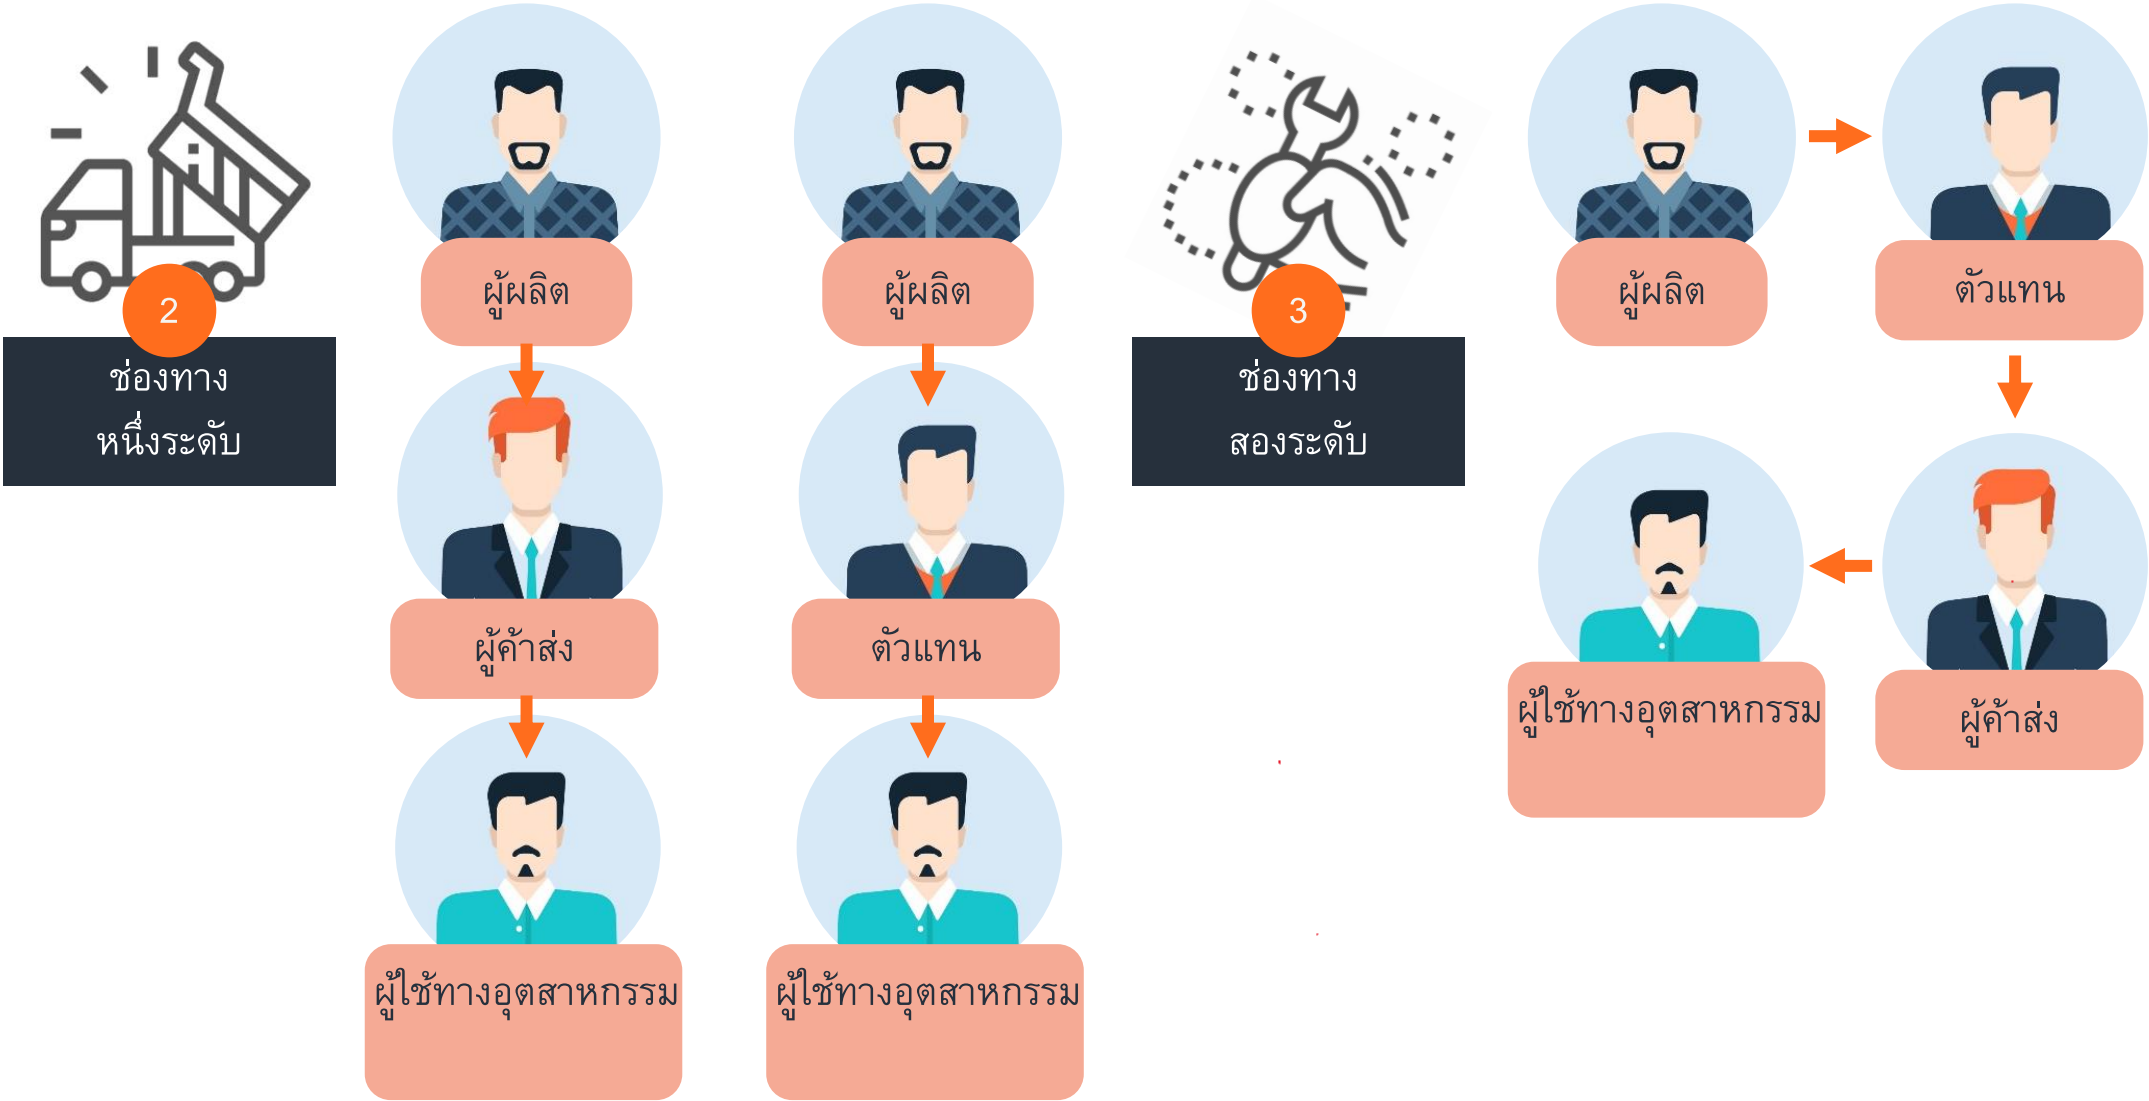 2
ช่องทาง
หนึ่งระดับ
ผู้ผลิต
ผู้ค้าส่ง
ผู้ใช้ทางอุตสาหกรรม
ผู้ผลิต
ตัวแทน
ผู้ใช้ทางอุตสาหกรรม
3
ช่องทาง
สองระดับ
ผู้ผลิต
ตัวแทน
ผู้ค้าส่ง
ผู้ใช้ทางอุตสาหกรรม